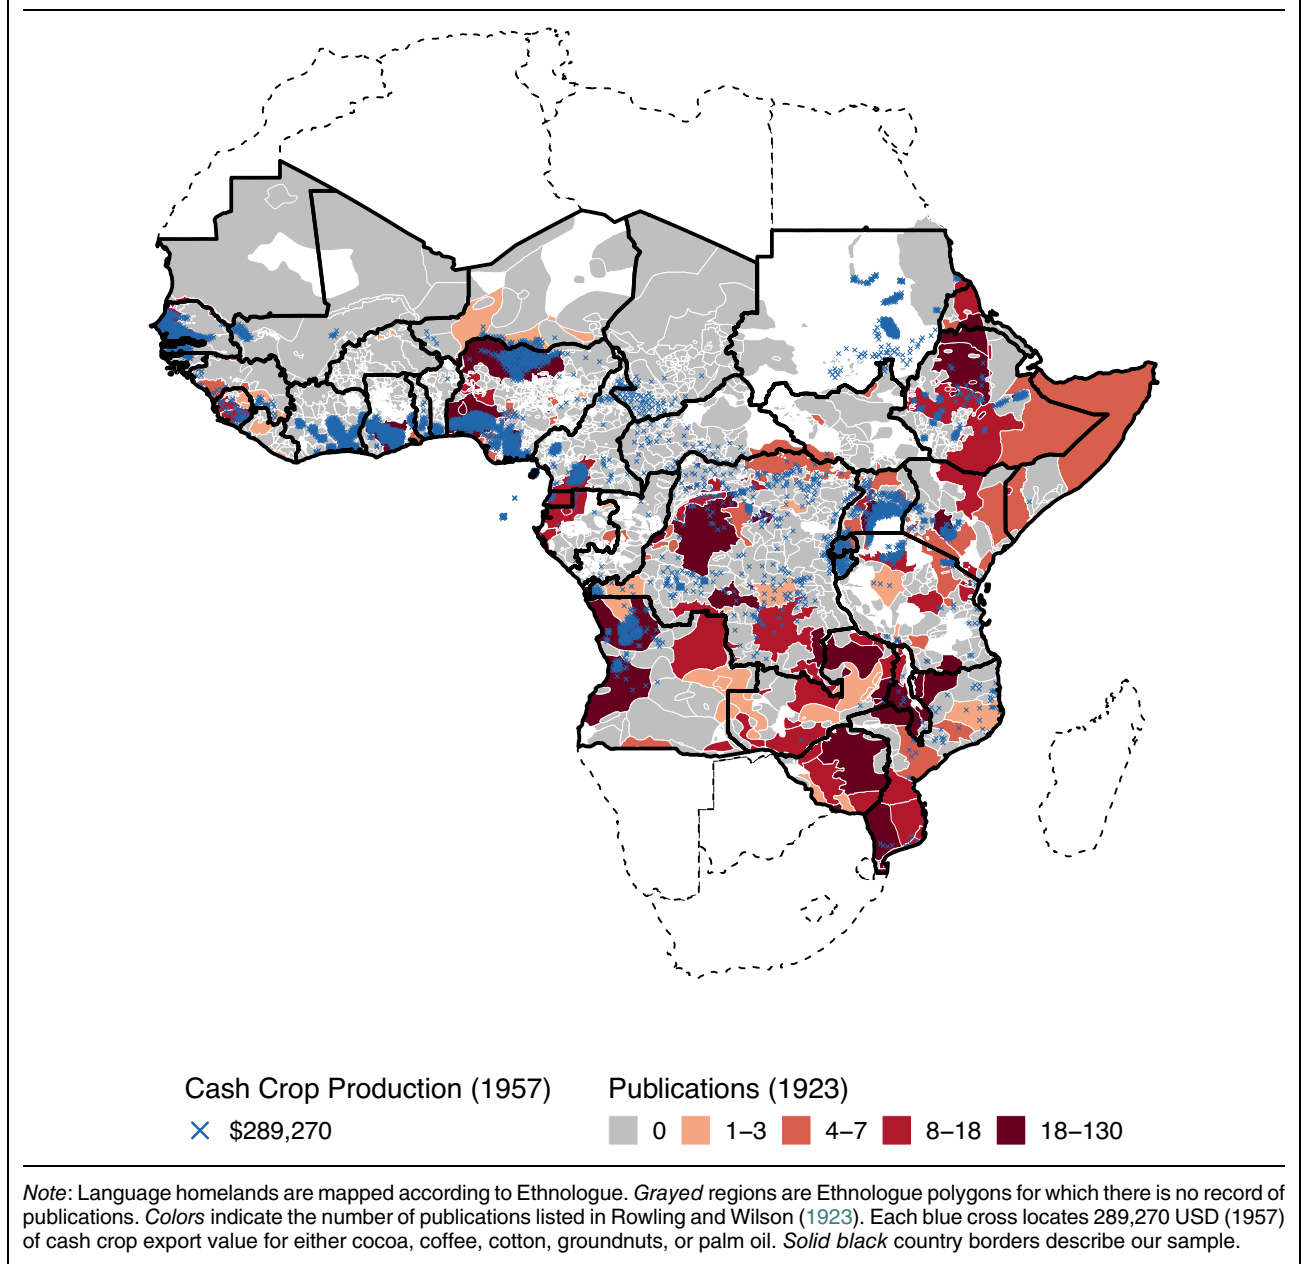 Cash Crop Production (1957)
Publications (1923)
$289,270
0
1–3
4–7
8–18
18–130
Note: Language homelands are mapped according to Ethnologue. Grayed regions are Ethnologue polygons for which there is no record of
publications. Colors indicate the number of publications listed in Rowling and Wilson (1923). Each blue cross locates 289,270 USD (1957)
of cash crop export value for either cocoa, coffee, cotton, groundnuts, or palm oil. Solid black country borders describe our sample.